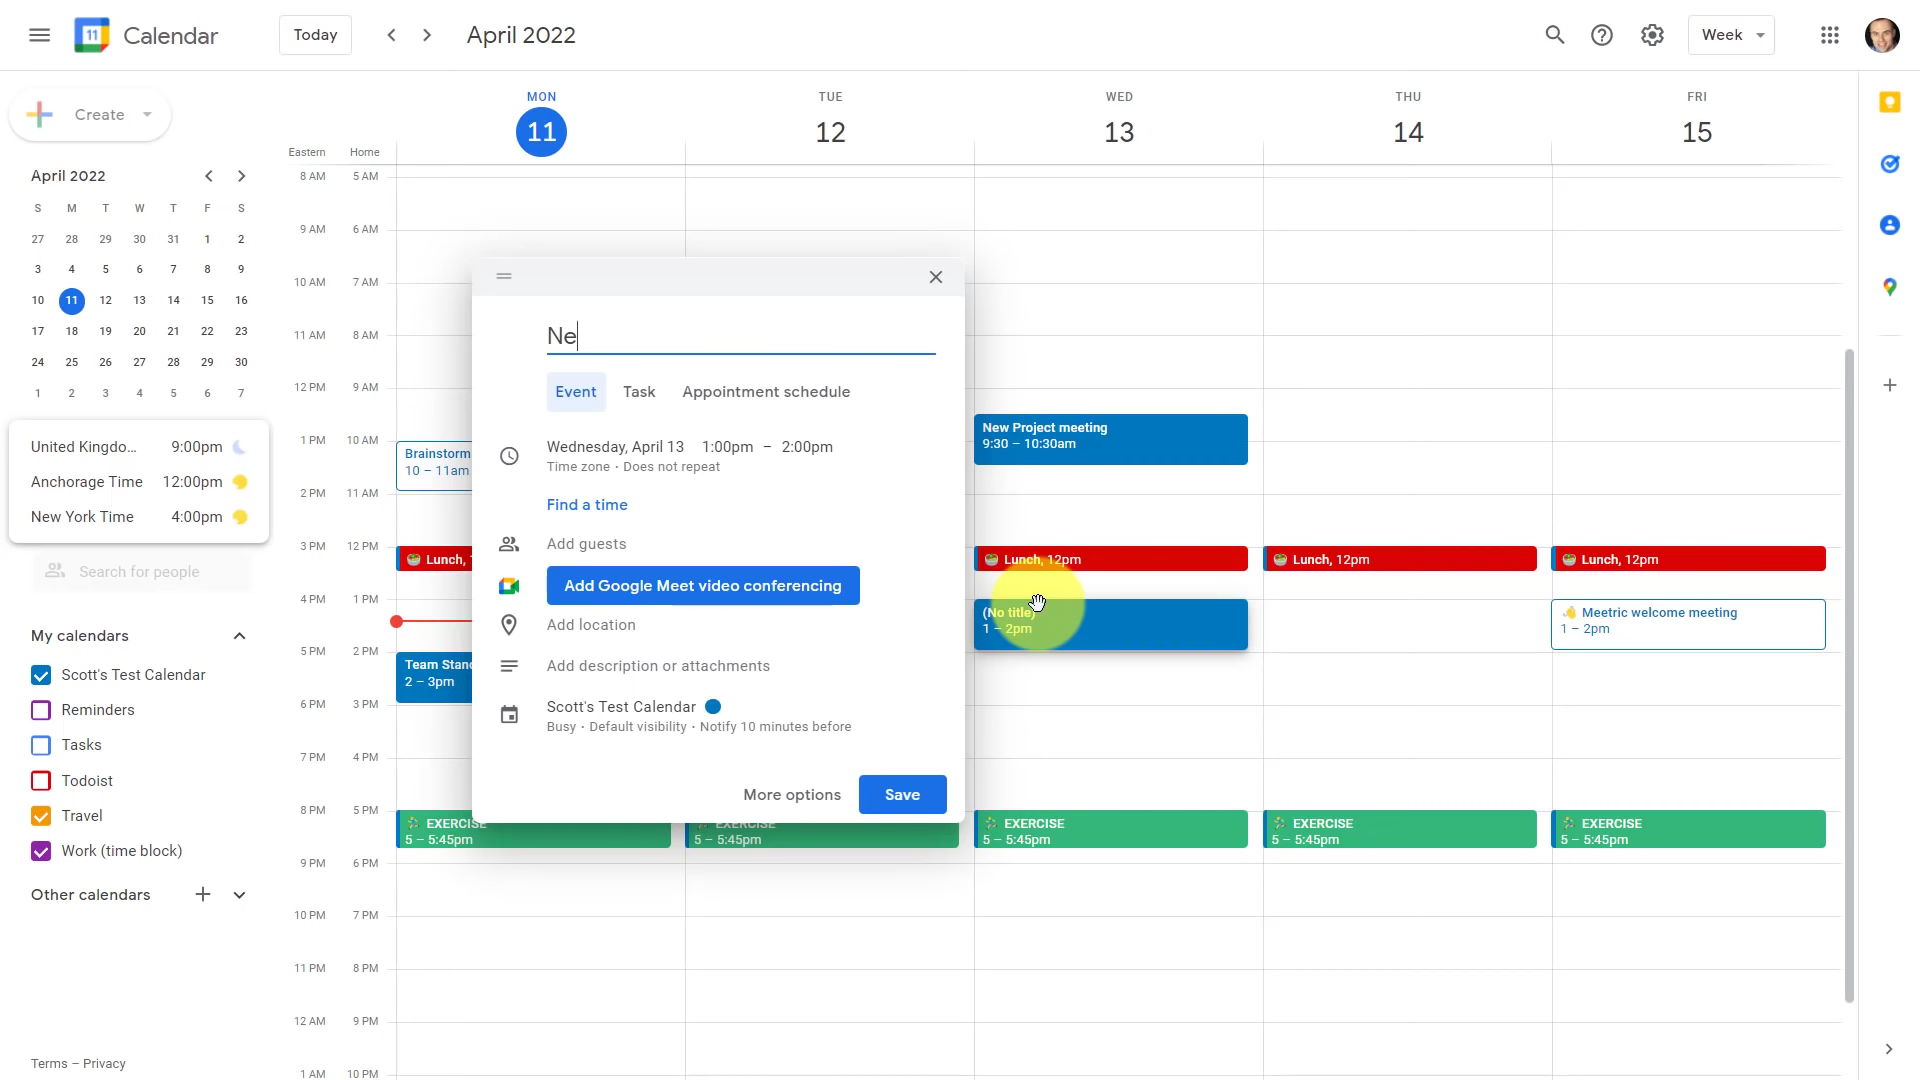 11 Calendar
Today
April 2022
Week
Create
April 2022
S M T W T F S
27 28 29 30 31 1 2
3 4 5 6 7 8 9
10 11 12 13 14 15 16
17 18 19 20 21 22 23
24 25 26 27 28 29 30
1 2 3 4 5 6 7
United Kingdo... 9:00pm
Anchorage Time 12:00pm
New York Time 4:00pm
Search for people
My calendars
Scott's Test Calendar
Reminders
Tasks
Todoist
Travel
Work (time block)
Other calendars
Terms – Privacy
MON TUE WED THU FRI
11 12 13 14 15
Eastern Home
8 AM 5 AM
9 AM 6 AM
10 AM 7 AM
11 AM 8 AM
12 PM 9 AM
1 PM 10 AM
2 PM 11 AM
3 PM 12 PM
4 PM 1 PM
5 PM 2 PM
6 PM 3 PM
7 PM 4 PM
8 PM 5 PM
9 PM 6 PM
10 PM 7 PM
11 PM 8 PM
12 AM 9 PM
1 AM 10 PM
Brainstorm
10 – 11am
Lunch,
Team Stan
2 – 3pm
EXERCISE
5 – 5:45pm
Ne
Event Task Appointment schedule
Wednesday, April 13 1:00pm – 2:00pm
Time zone · Does not repeat
Find a time
Add guests
Add Google Meet video conferencing
Add location
Add description or attachments
Scott's Test Calendar
Busy · Default visibility · Notify 10 minutes before
More options Save
EXERCISE
5 – 5:45pm
New Project meeting
9:30 – 10:30am
Lunch, 12pm
(No title)
1 – 2pm
EXERCISE
5 – 5:45pm
Lunch, 12pm
EXERCISE
5 – 5:45pm
Lunch, 12pm
Meetric welcome meeting
1 – 2pm
EXERCISE
5 – 5:45pm